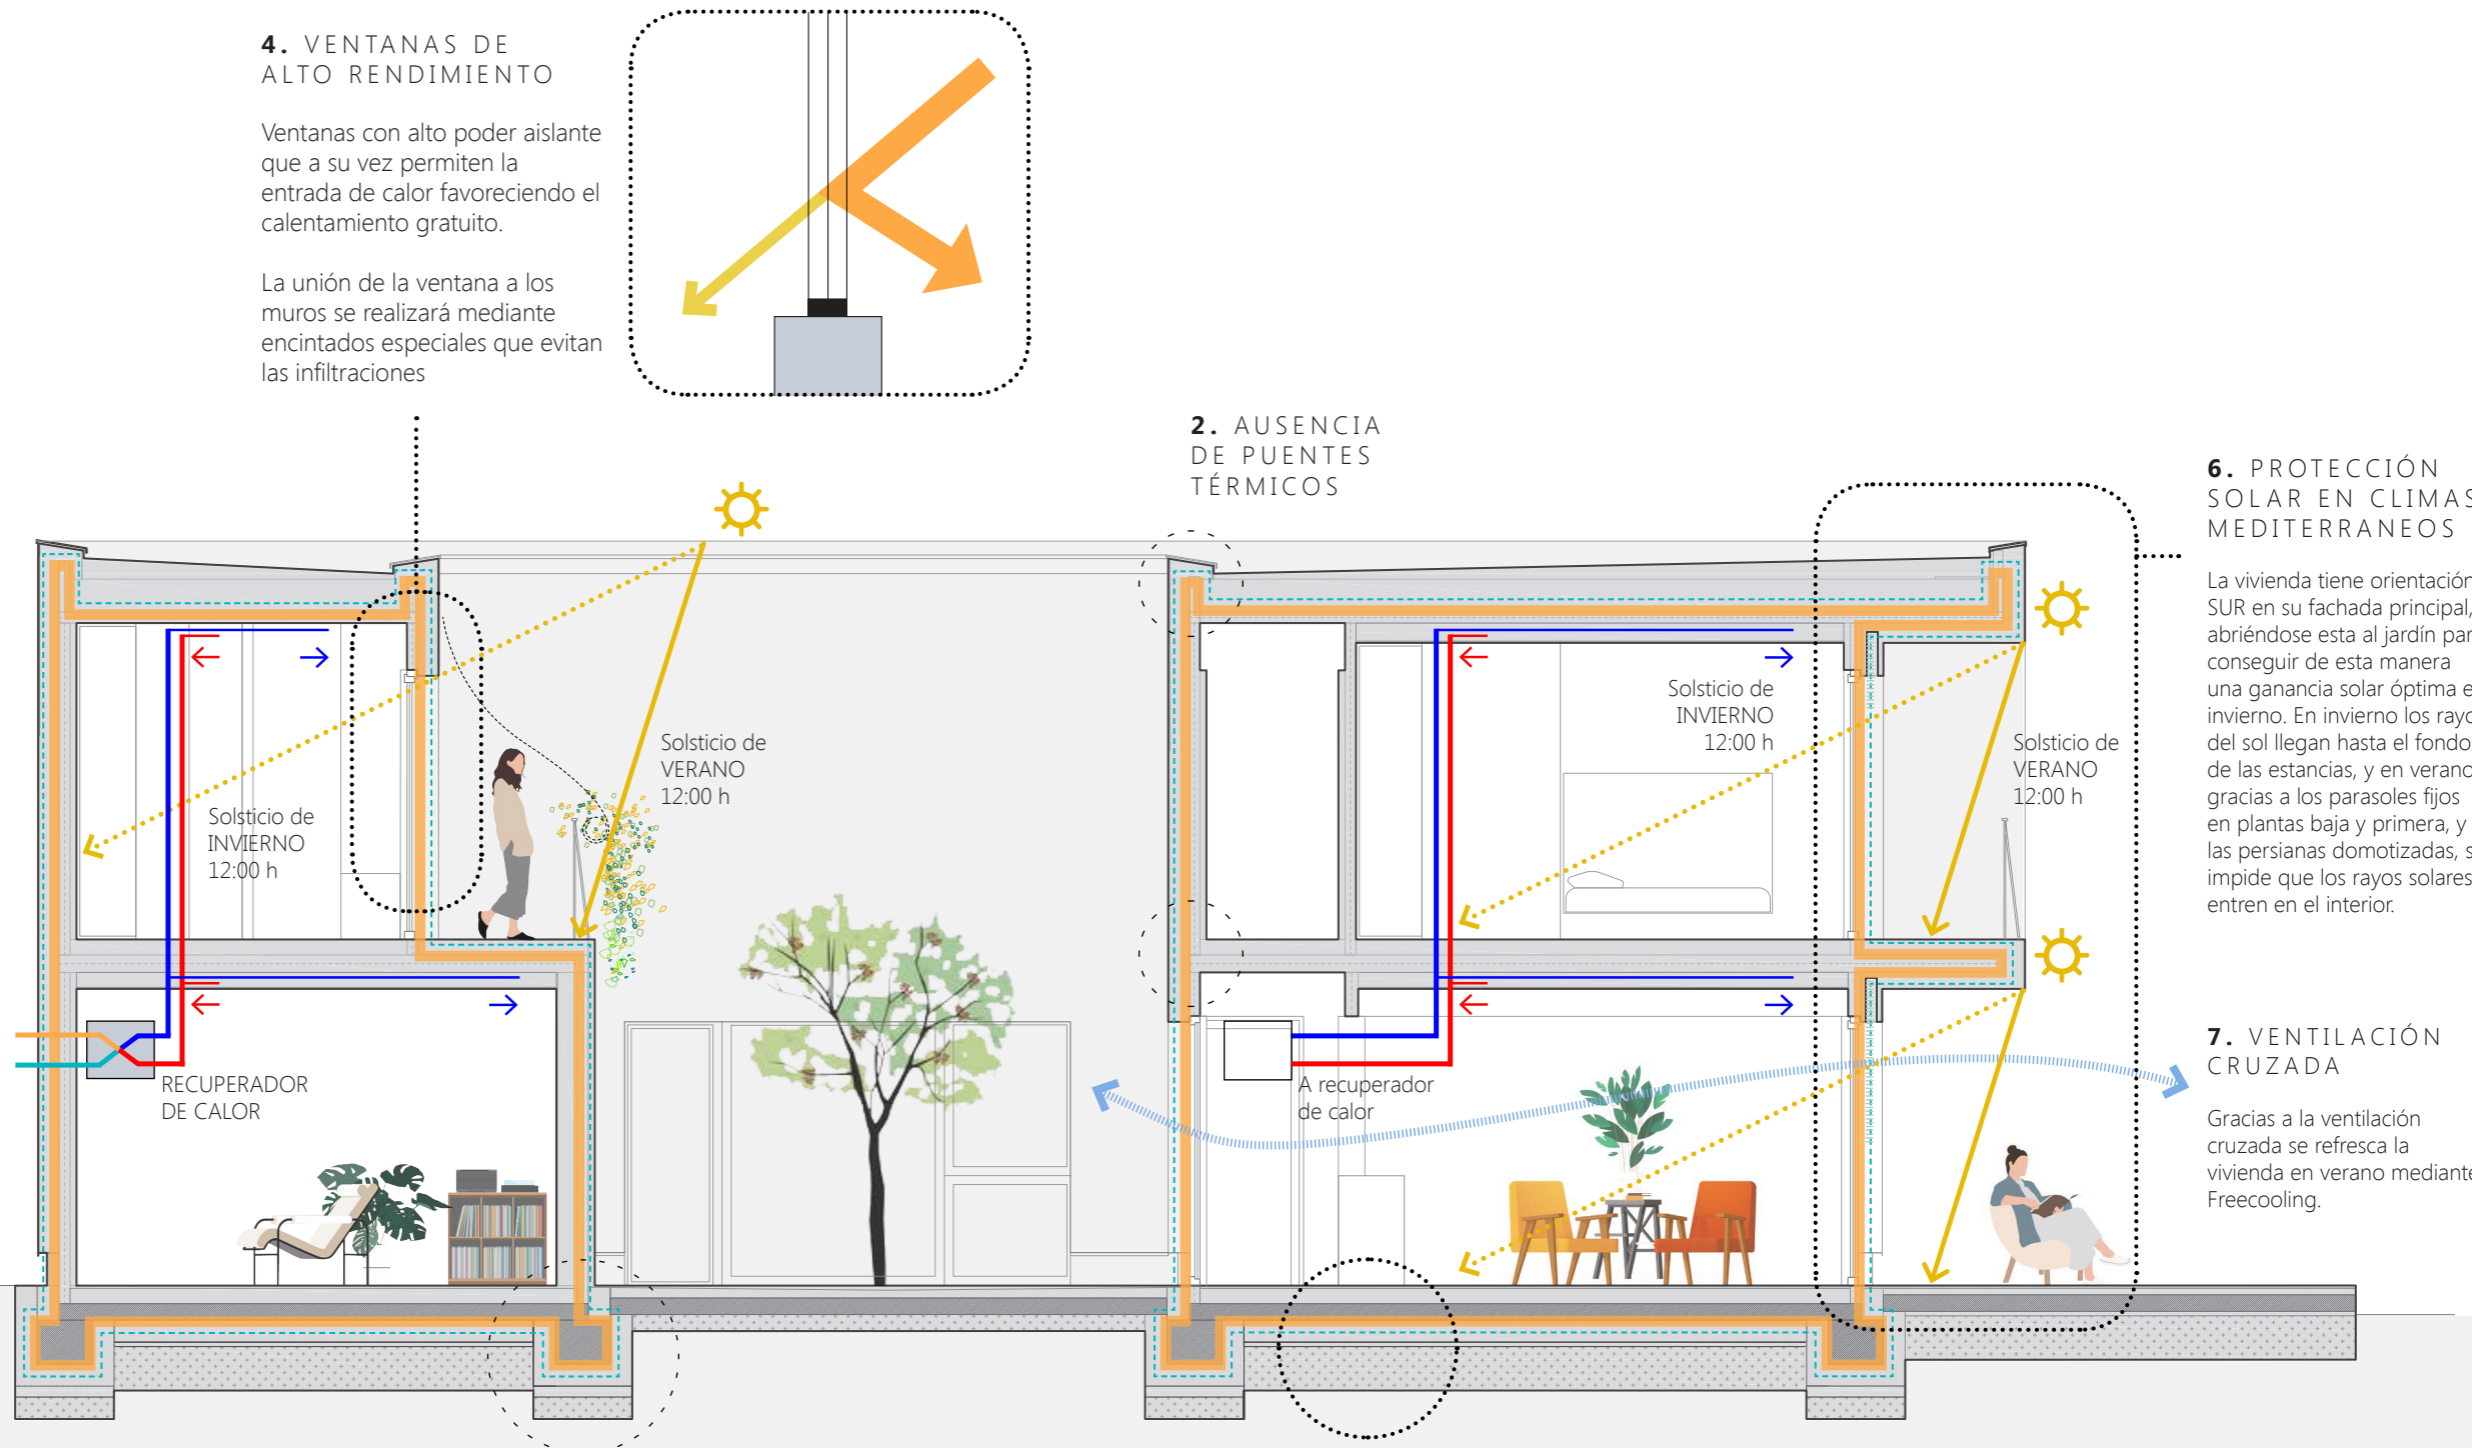 4. VENTANAS DE
ALTO RENDIMIENTO
Ventanas con alto poder aislante
que a su vez permiten la
entrada de calor favoreciendo el
calentamiento gratuito.
La unión de la ventana a los
muros se realizará mediante
encintados especiales que evitan
las infiltraciones
2. AUSENCIA
DE PUENTES
TÉRMICOS
6. PROTECCIÓN
SOLAR EN CLIMAS
MEDITERRANEOS
La vivienda tiene orientación
SUR en su fachada principal,
abriéndose esta al jardín par
conseguir de esta manera
una ganancia solar óptima e
invierno. En invierno los rayo
del sol llegan hasta el fondo
de las estancias, y en verano
gracias a los parasoles fijos
en plantas baja y primera, y
las persianas domotizadas, s
impide que los rayos solares
entren en el interior.
Solsticio de
INVIERNO
12:00 h
Solsticio de
VERANO
12:00 h
Solsticio de
INVIERNO
12:00 h
Solsticio de
VERANO
12:00 h
RECUPERADOR
DE CALOR
A recuperador
de calor
7. VENTILACIÓN
CRUZADA
Gracias a la ventilación
cruzada se refresca la
vivienda en verano mediante
Freecooling.